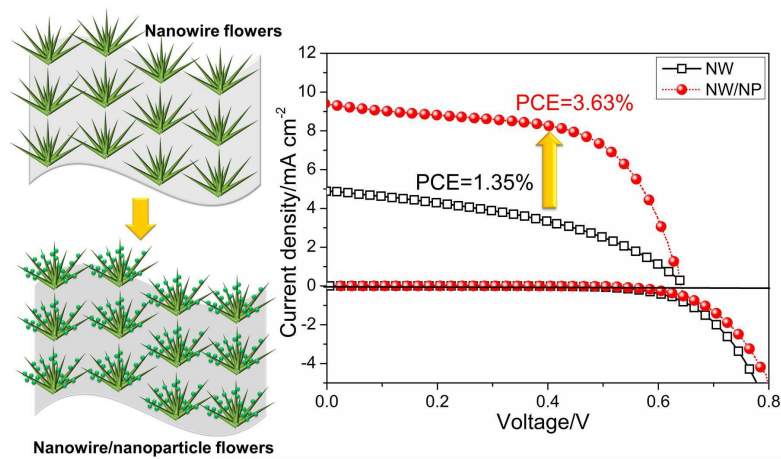 Nanowire flowers
Nanowire/nanoparticle flowers
12
10
8
6
4
2
0
-2
-4
Current density/mA cm-2
PCE=3.63%
PCE=1.35%
NW
NW/NP
0.0
0.2
0.4
0.6
0.8
Voltage/V